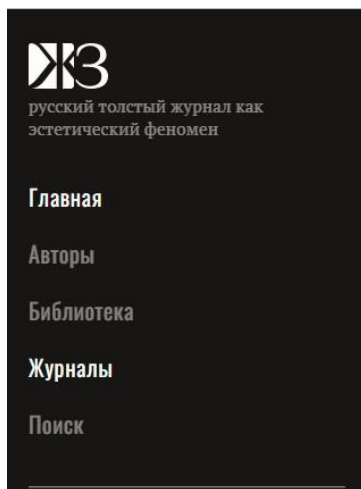 ЖЗ
русский толстый журнал как
эстетический феномен
Главная
Авторы
Библиотека
Журналы
Поиск